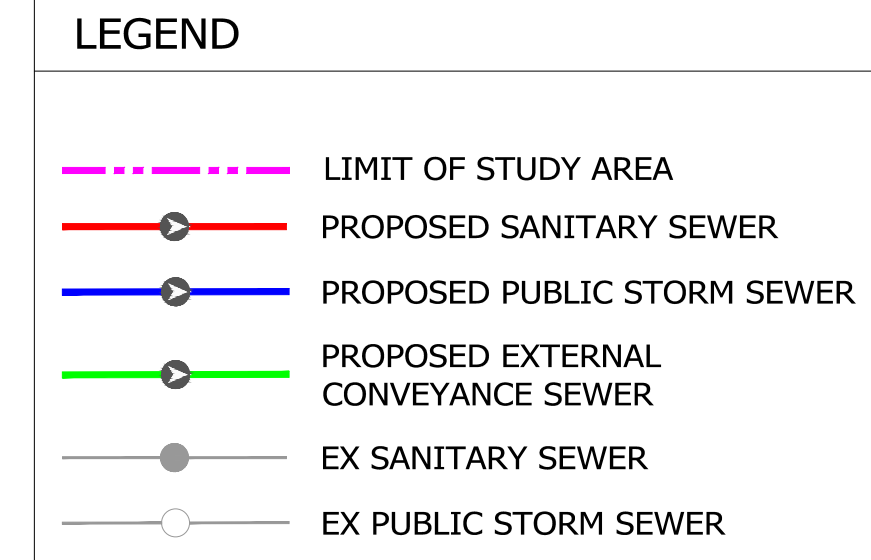 LEGEND
LIMIT OF STUDY AREA
PROPOSED SANITARY SEWER
PROPOSED PUBLIC STORM SEWER
PROPOSED EXTERNAL
CONVEYANCE SEWER
EX SANITARY SEWER
EX PUBLIC STORM SEWER